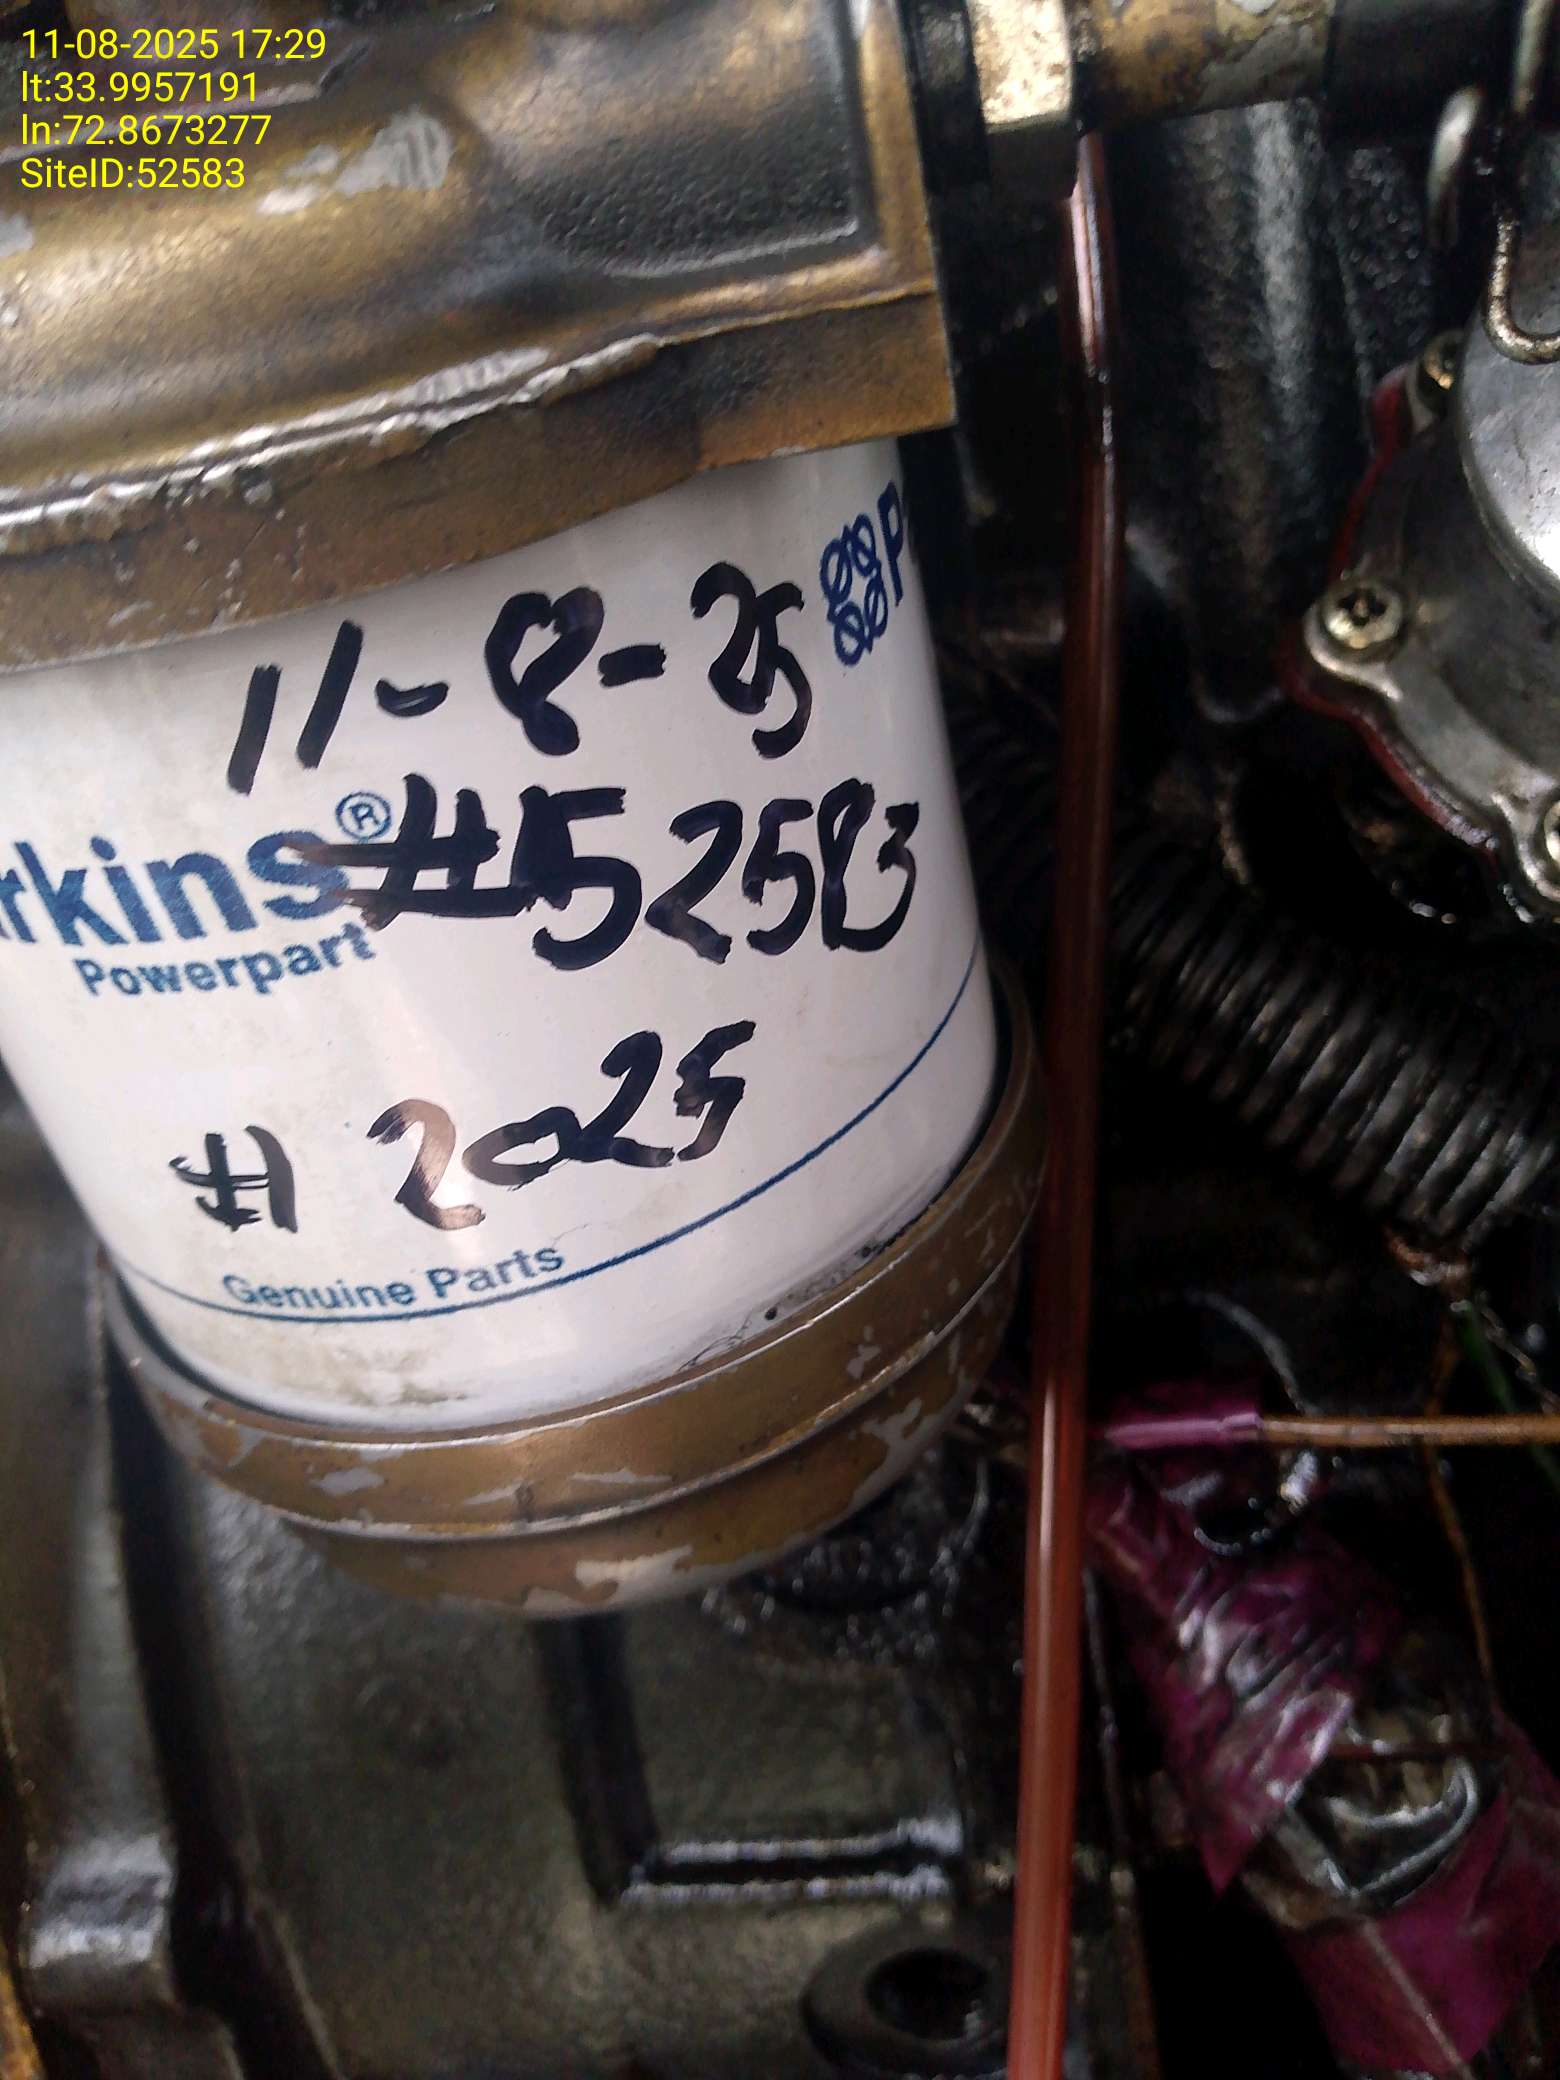 11-08-2025 17:29
lt:33.9957191
ln:72.8673277
SiteID:52583
11-8-25
rkins®
#52583
Powerpart
# 2025
Genuine Parts